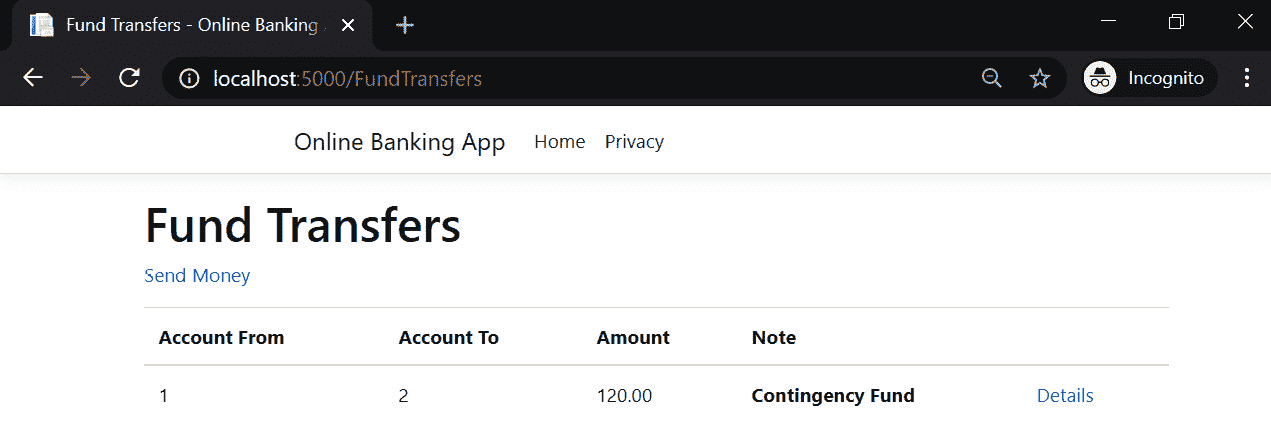 Fund Transfers - Online Banking
localhost:5000/FundTransfers
Incognito
Online Banking App Home Privacy
Fund Transfers
Send Money
Account From Account To Amount Note
1 2 120.00 Contingency Fund Details